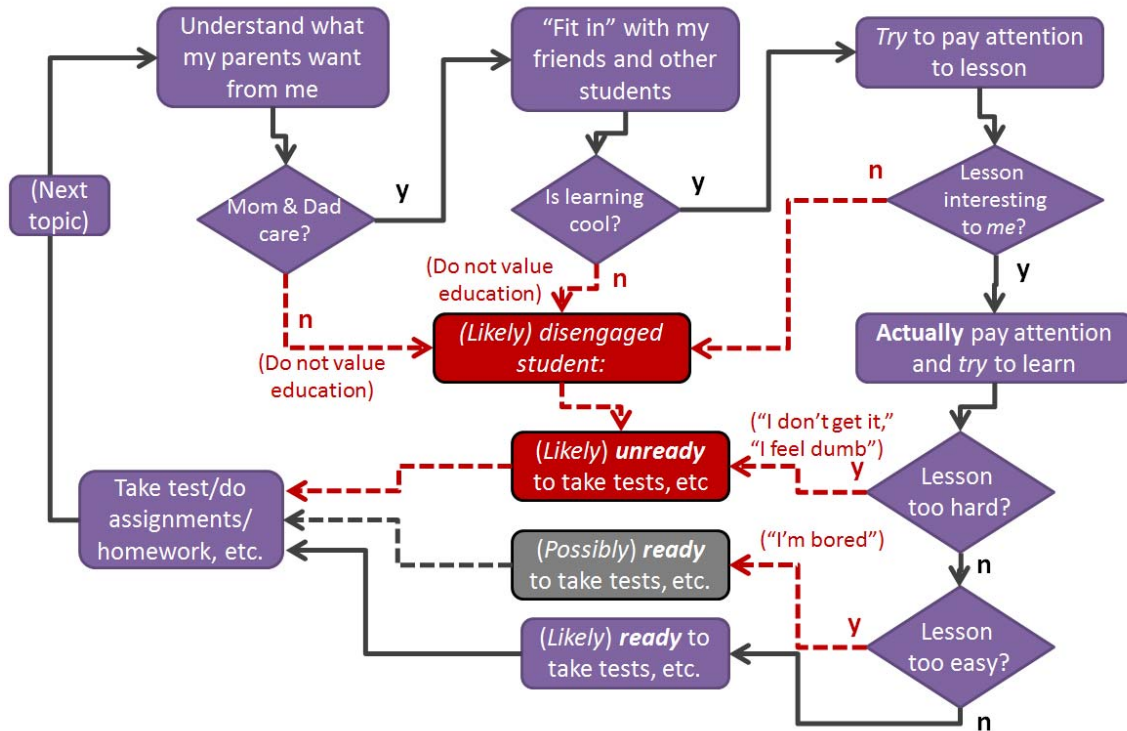 Understand what
my parents want
from me
“Fit in” with my
friends and other
students
Try to pay attention
to lesson
(Next
topic)
Mom & Dad
care?
y
Is learning
cool?
y
n
Lesson
interesting
to me?
(Do not value
education)
n
n
(Do not value
education)
y
(Likely) disengaged
student:
Actually pay attention
and try to learn
(“I don’t get it,”
“I feel dumb”)
y
(Likely) unready
to take tests, etc
Lesson
too hard?
Take test/do
assignments/
homework, etc.
(“I’m bored”)
n
(Possibly) ready
to take tests, etc.
y
Lesson
too easy?
(Likely) ready to
take tests, etc.
n